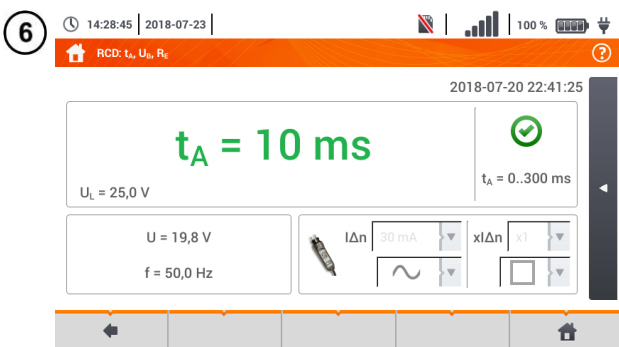 6
14:28:45 2018-07-23 100 %
RCD: tA, UB, RE ?
2018-07-20 22:41:25
tA = 10 ms
tA = 0..300 ms
UL = 25,0 V
U = 19,8 V
IΔn 30 mA xIΔn x1
f = 50,0 Hz